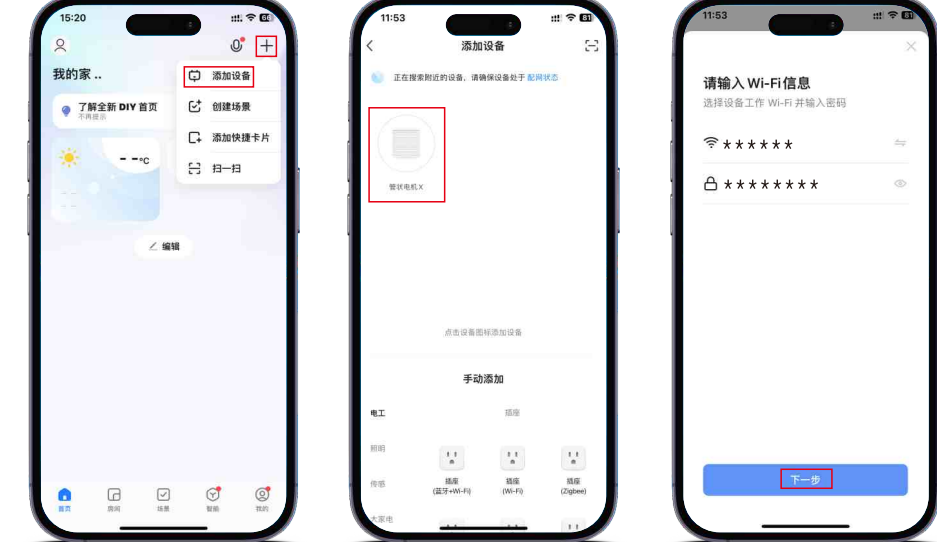 15:20
我的家 ..
添加设备
了解全新 DIY 首页
不再提示
创建场景
添加快捷卡片
扫一扫
- -°C
编辑
首页
房间
场景
智能
我的
11:53
添加设备
正在搜索附近的设备，请确保设备处于 配网状态
管状电机X
点击设备图标添加设备
手动添加
电工
插座
照明
传感
插座
(蓝牙+Wi-Fi)
插座
(Wi-Fi)
插座
(Zigbee)
大家电
11:53
81
请输入 Wi-Fi信息
选择设备工作 Wi-Fi 并输入密码
******
********
下一步